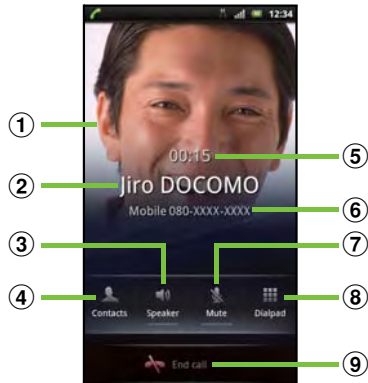 12:34
①
00:15
⑤
②
Jiro DOCOMO
Mobile 080-XXXX-XXXX
⑥
③
⑦
④
Contacts
Speaker
Mute
Dialpad
⑧
End call
⑨